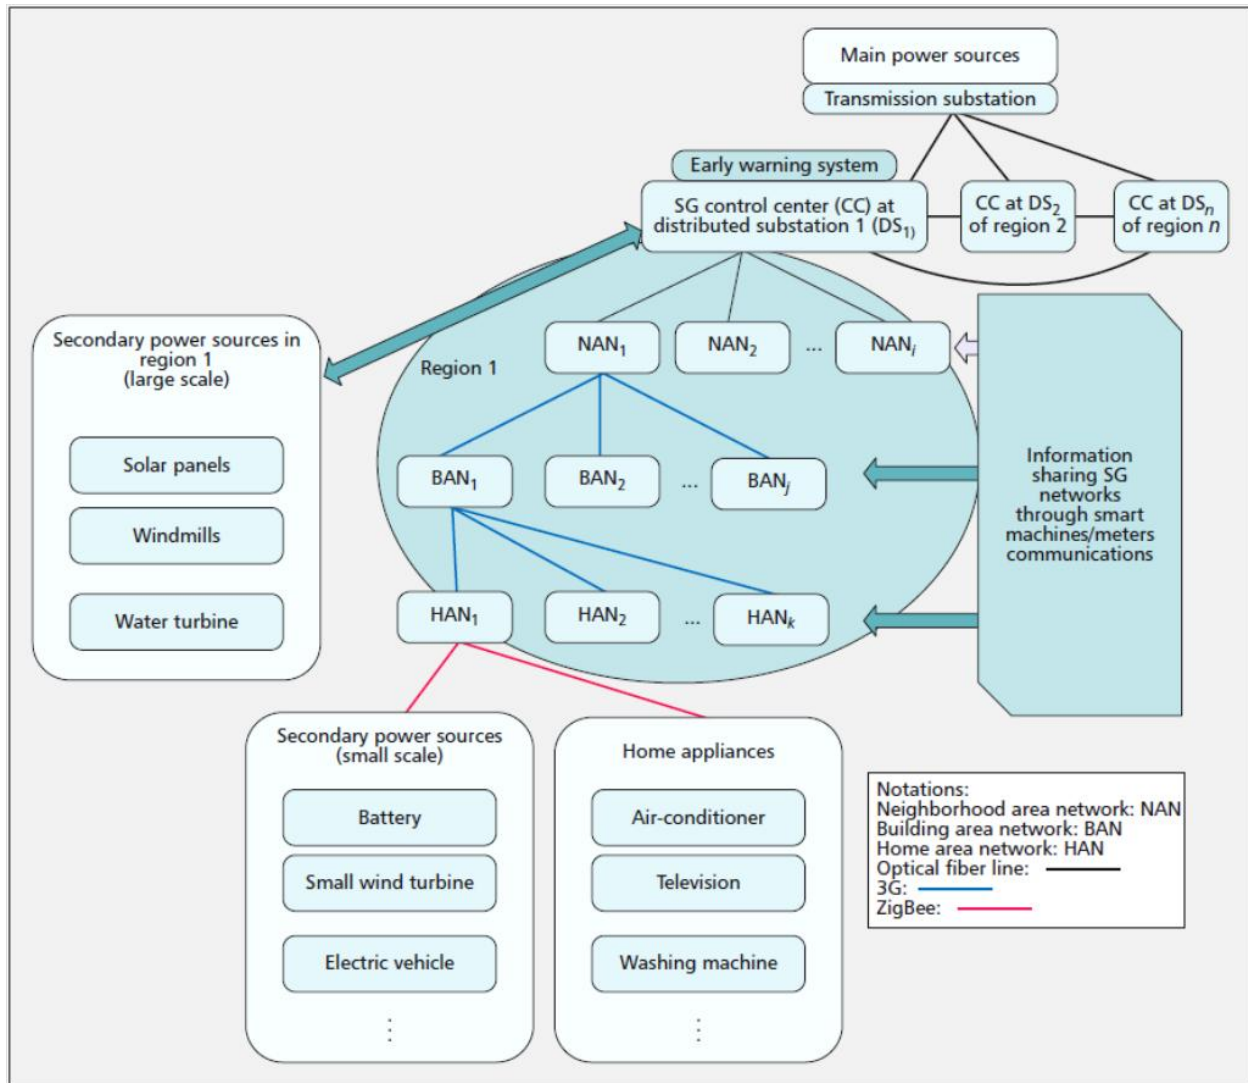 Main power sources
Transmission substation
Early warning system
SG control center (CC) at
distributed substation 1 (DS₁₎
CC at DS₂
of region 2
CC at DSₙ
of region n
Secondary power sources in
region 1
(large scale)
Solar panels
Windmills
Water turbine
Region 1
NAN₁
NAN₂
...
NANᵢ
BAN₁
BAN₂
...
BANⱼ
HAN₁
HAN₂
...
HANₖ
Information
sharing SG
networks
through smart
machines/meters
communications
Secondary power sources
(small scale)
Battery
Small wind turbine
Electric vehicle
⋮
Home appliances
Air-conditioner
Television
Washing machine
⋮
Notations:
Neighborhood area network: NAN
Building area network: BAN
Home area network: HAN
Optical fiber line:
3G:
ZigBee: